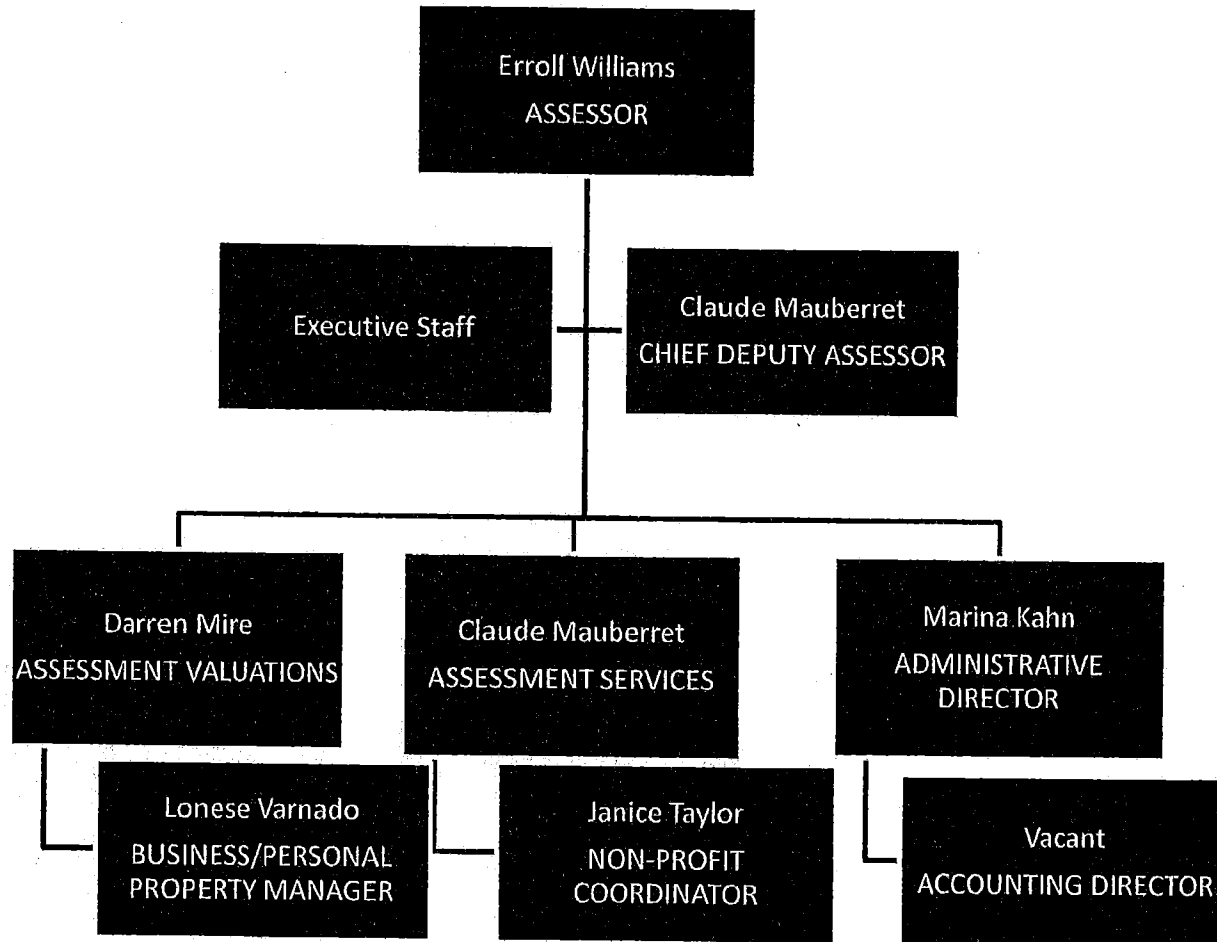 Erroll Williams
ASSESSOR
Executive Staff
Claude Mauberret
CHIEF DEPUTY ASSESSOR
Darren Mire
ASSESSMENT VALUATIONS
Claude Mauberret
ASSESSMENT SERVICES
Marina Kahn
ADMINISTRATIVE
DIRECTOR
Lonese Varnado
BUSINESS/PERSONAL
PROPERTY MANAGER
Janice Taylor
NON-PROFIT
COORDINATOR
Vacant
ACCOUNTING DIRECTOR